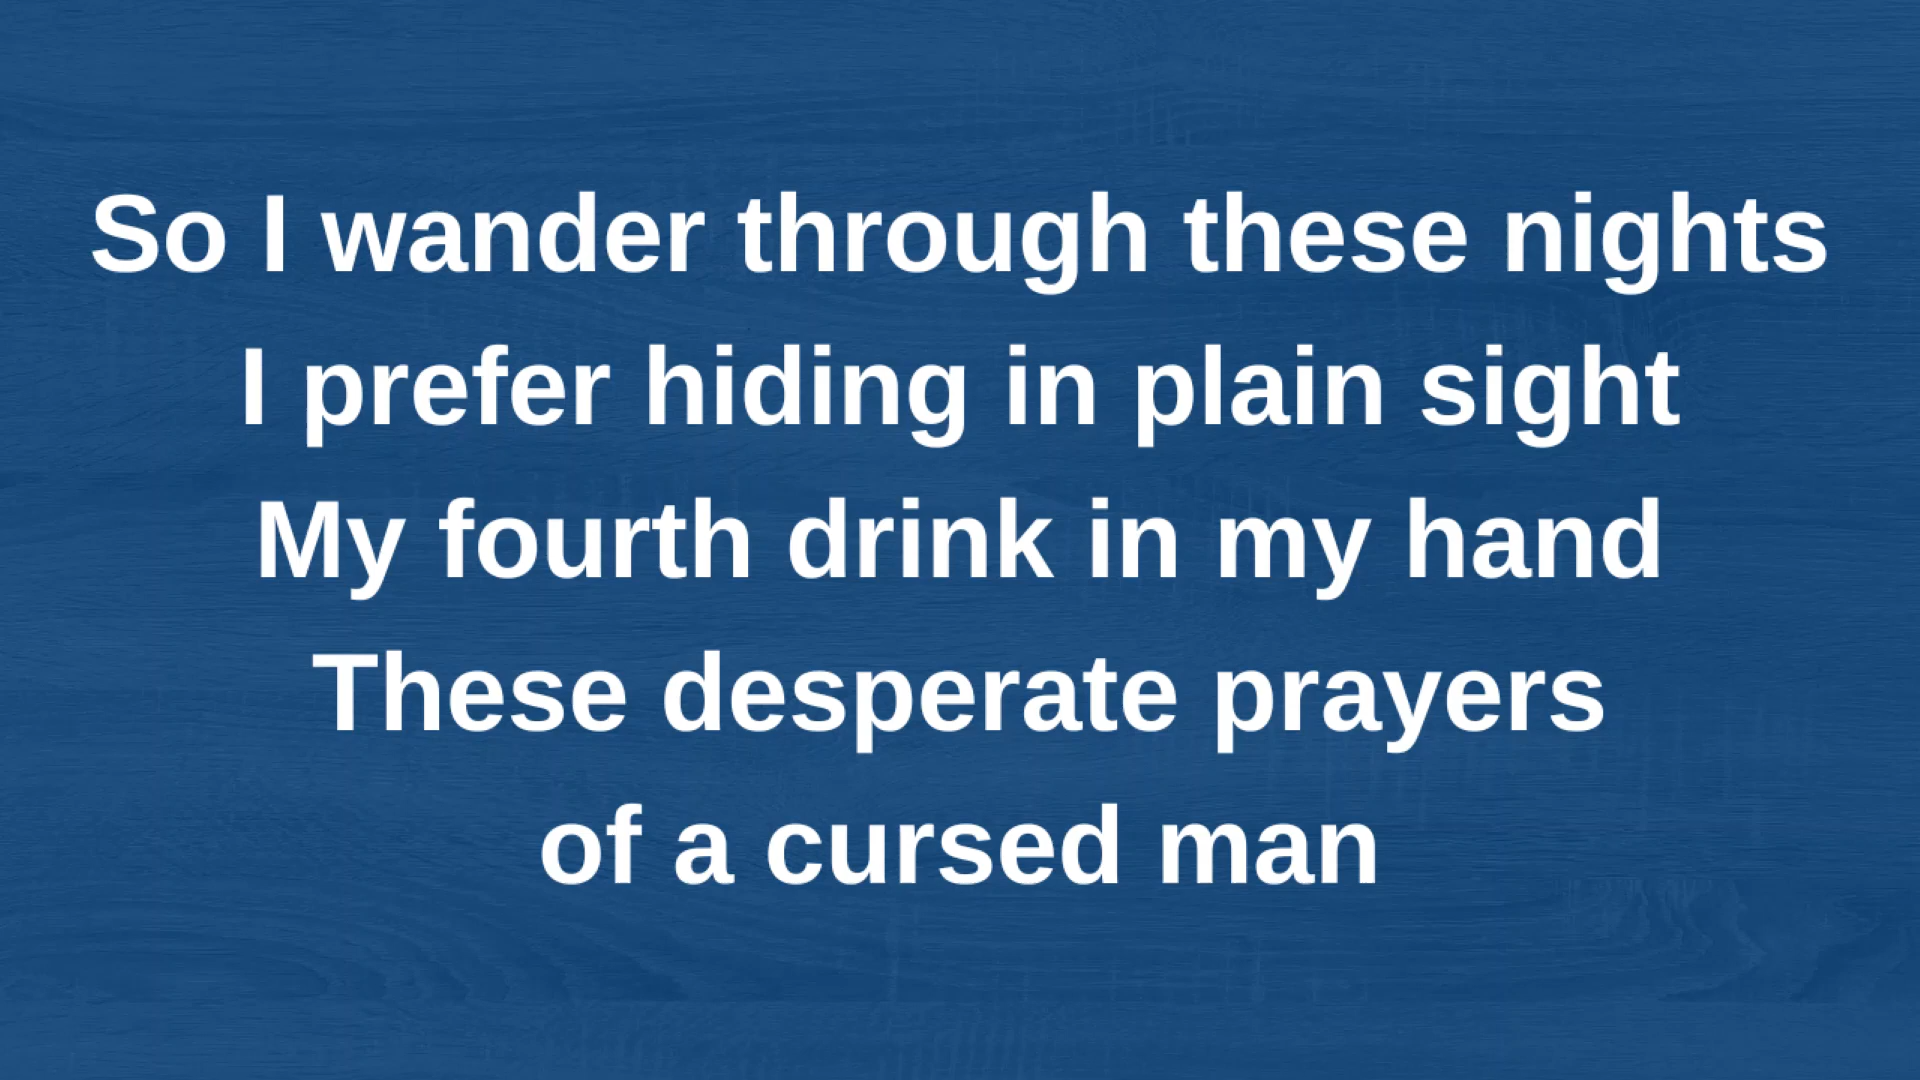 So I wander through these nights
I prefer hiding in plain sight
My fourth drink in my hand
These desperate prayers
of a cursed man